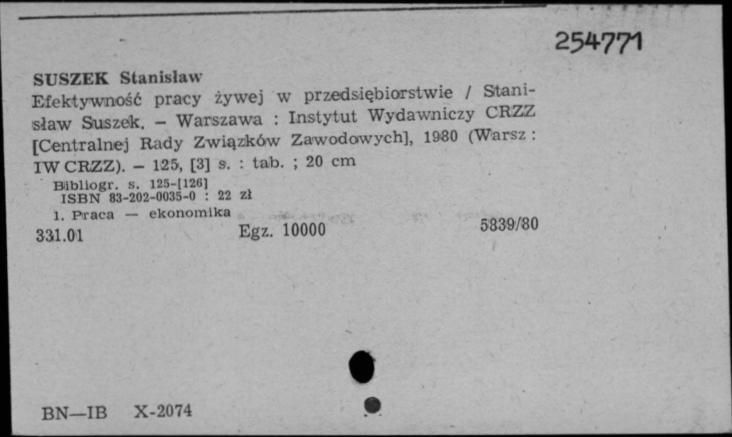 254771
SUSZEK Stanisław
Efektywność pracy żywej w przedsiębiorstwie / Stani-
sław Suszek. — Warszawa : Instytut Wydawniczy CRZZ
[Centralnej Rady Związków Zawodowych], 1980 (Warsz :
IW CRZZ). — 125, [3] s. : tab. ; 20 cm
Bibliogr. s. 125-[126]
ISBN 83-202-0035-0 : 22 zł
1. Praca — ekonomika
331.01 Egz. 10000 5839/80
BN—IB X-2074